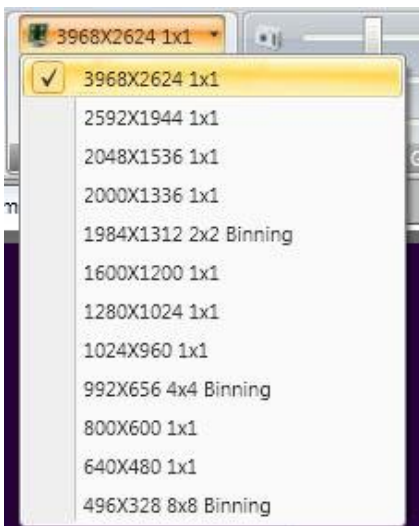 3968X2624 1x1
3968X2624 1x1
2592X1944 1x1
2048X1536 1x1
2000X1336 1x1
1984X1312 2x2 Binning
1600X1200 1x1
1280X1024 1x1
1024X960 1x1
992X656 4x4 Binning
800X600 1x1
640X480 1x1
496X328 8x8 Binning